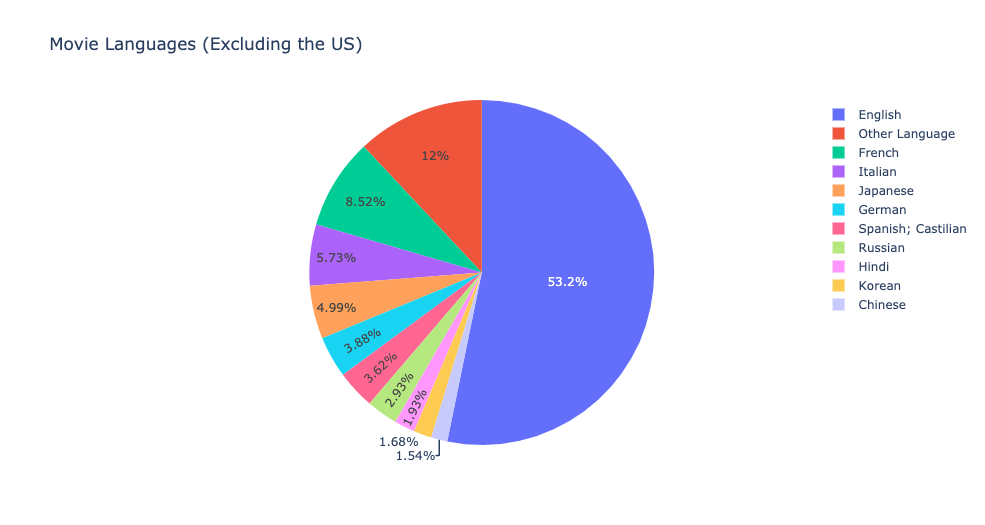 Movie Languages (Excluding the US)
53.2%
12%
8.52%
5.73%
4.99%
3.88%
3.62%
2.93%
1.93%
1.68%
1.54%
English
Other Language
French
Italian
Japanese
German
Spanish; Castilian
Russian
Hindi
Korean
Chinese